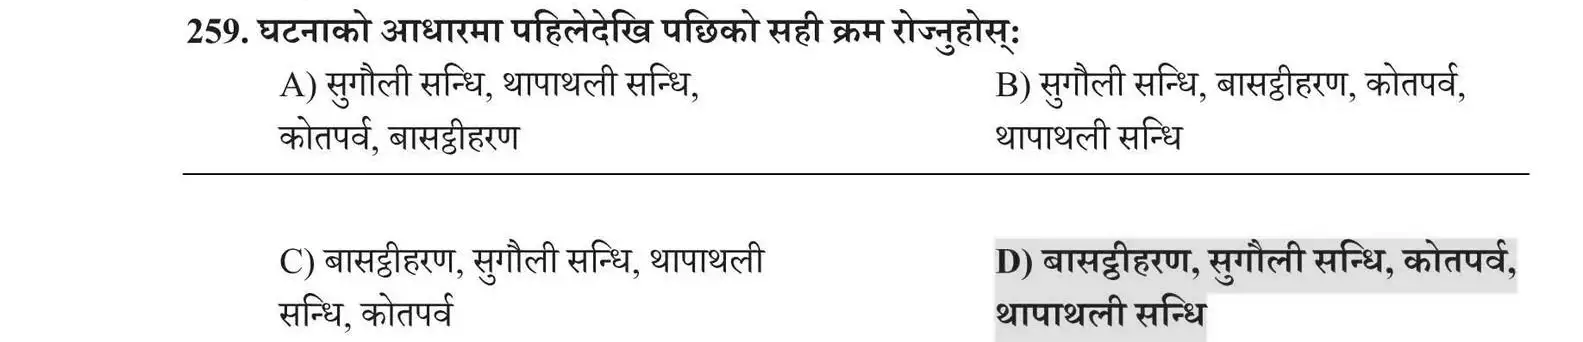 259. घटनाको आधारमा पहिलेदेखि पछिको सही क्रम रोज्नुहोस्:
A) सुगौली सन्धि, थापाथली सन्धि,
कोतपर्व, बासट्ठीहरण
B) सुगौली सन्धि, बासट्ठीहरण, कोतपर्व,
थापाथली सन्धि
C) बासट्ठीहरण, सुगौली सन्धि, थापाथली
सन्धि, कोतपर्व
D) बासट्ठीहरण, सुगौली सन्धि, कोतपर्व,
थापाथली सन्धि